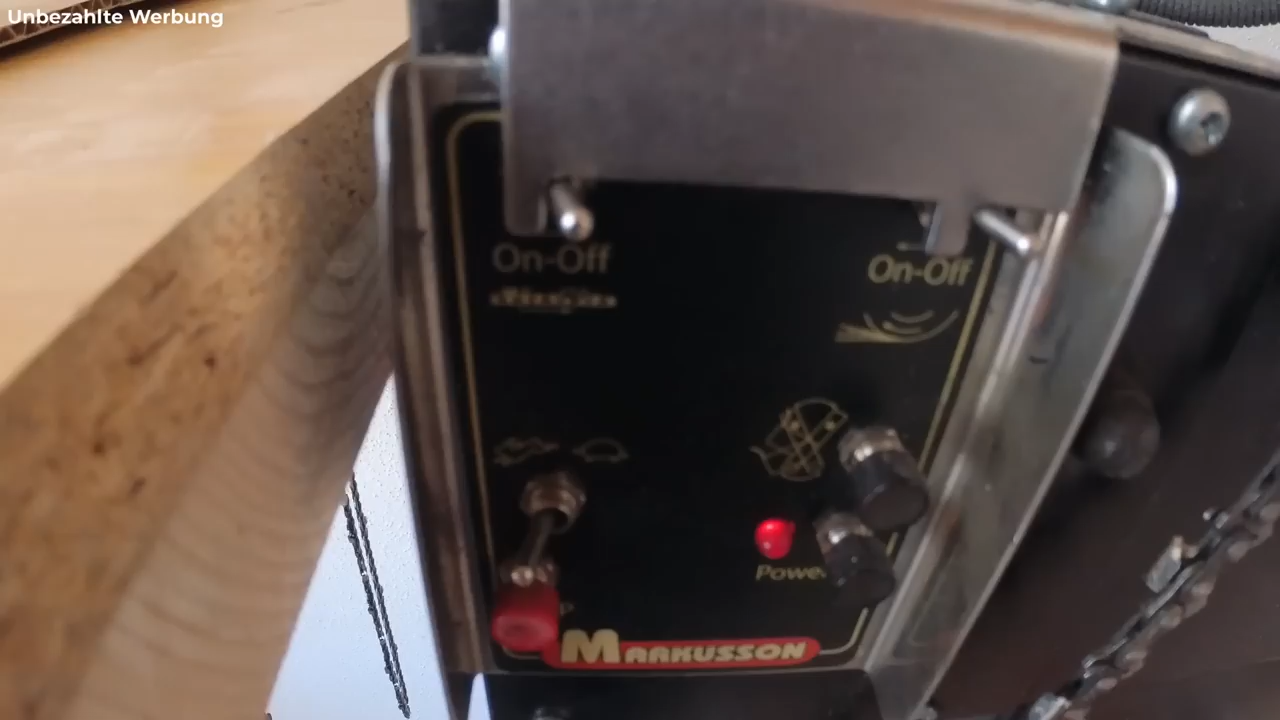 Unbezahlte Werbung
On-Off
On-Off
Power
MARKUSSON